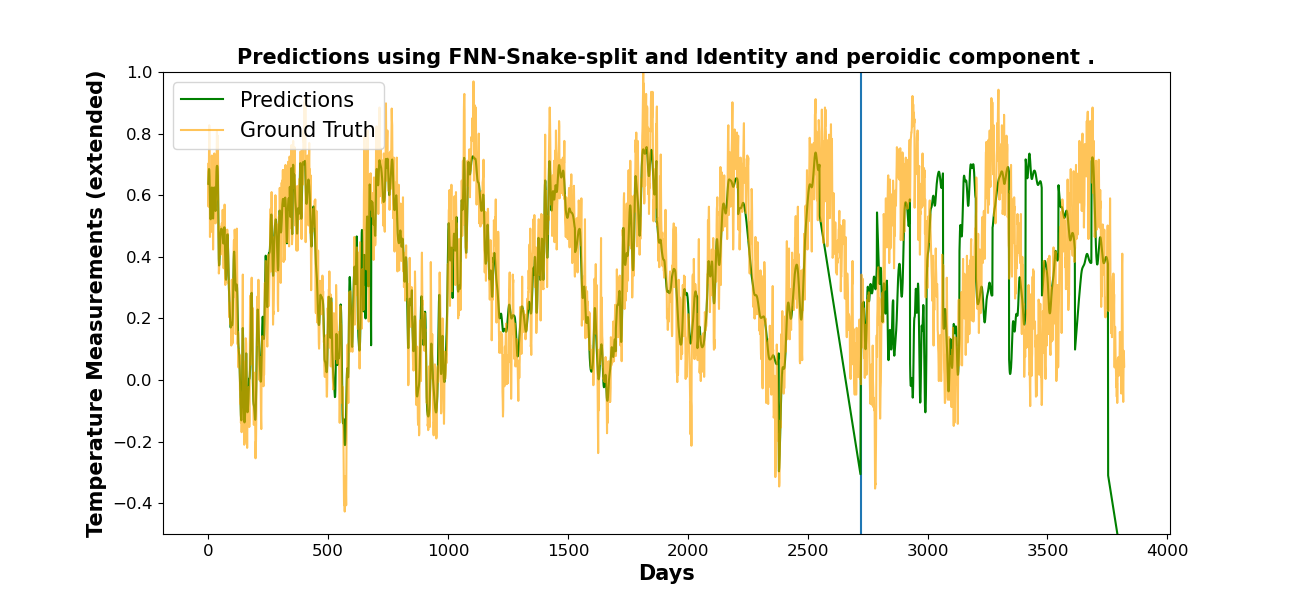 Predictions using FNN-Snake-split and Identity and peroidic component .
Temperature Measurements (extended)
1.0
0.8
0.6
0.4
0.2
0.0
−0.2
−0.4
Predictions
Ground Truth
0 500 1000 1500 2000 2500 3000 3500 4000
Days